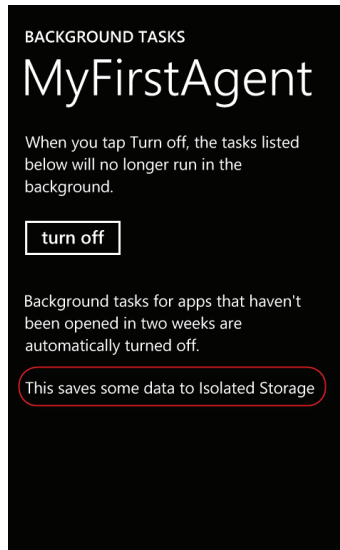 BACKGROUND TASKS
MyFirstAgent
When you tap Turn off, the tasks listed
below will no longer run in the
background.
turn off
Background tasks for apps that haven't
been opened in two weeks are
automatically turned off.
This saves some data to Isolated Storage